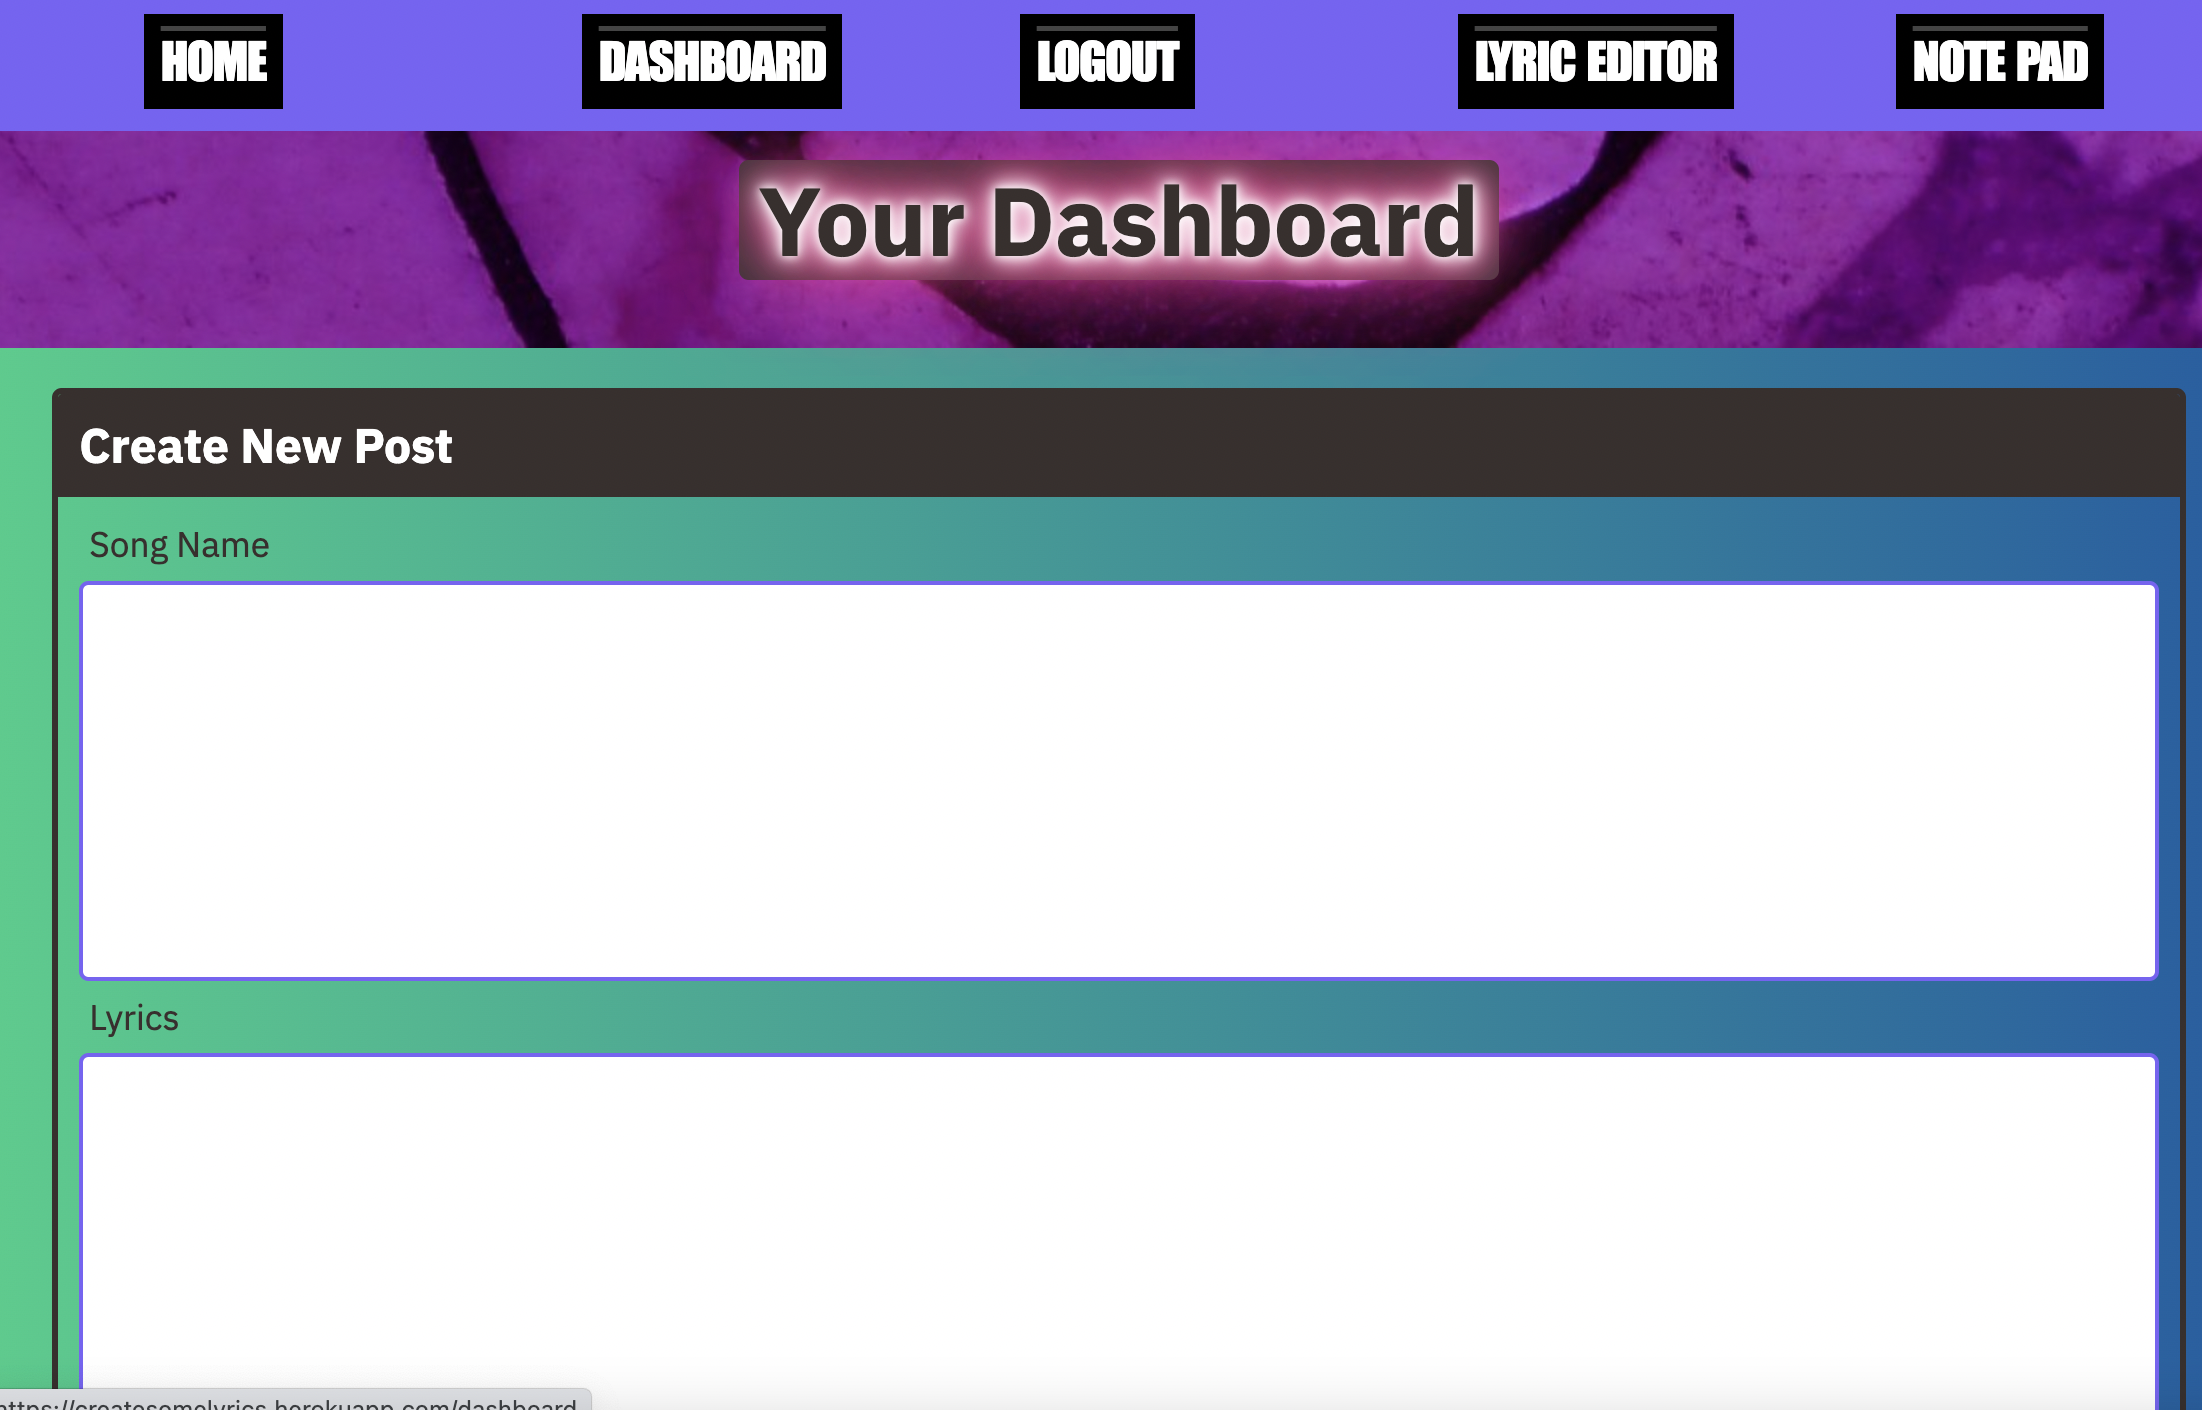 HOME DASHBOARD LOGOUT LYRIC EDITOR NOTE PAD
Your Dashboard
Create New Post
Song Name
Lyrics
https://createsomelyrics.herokuapp.com/dashboard